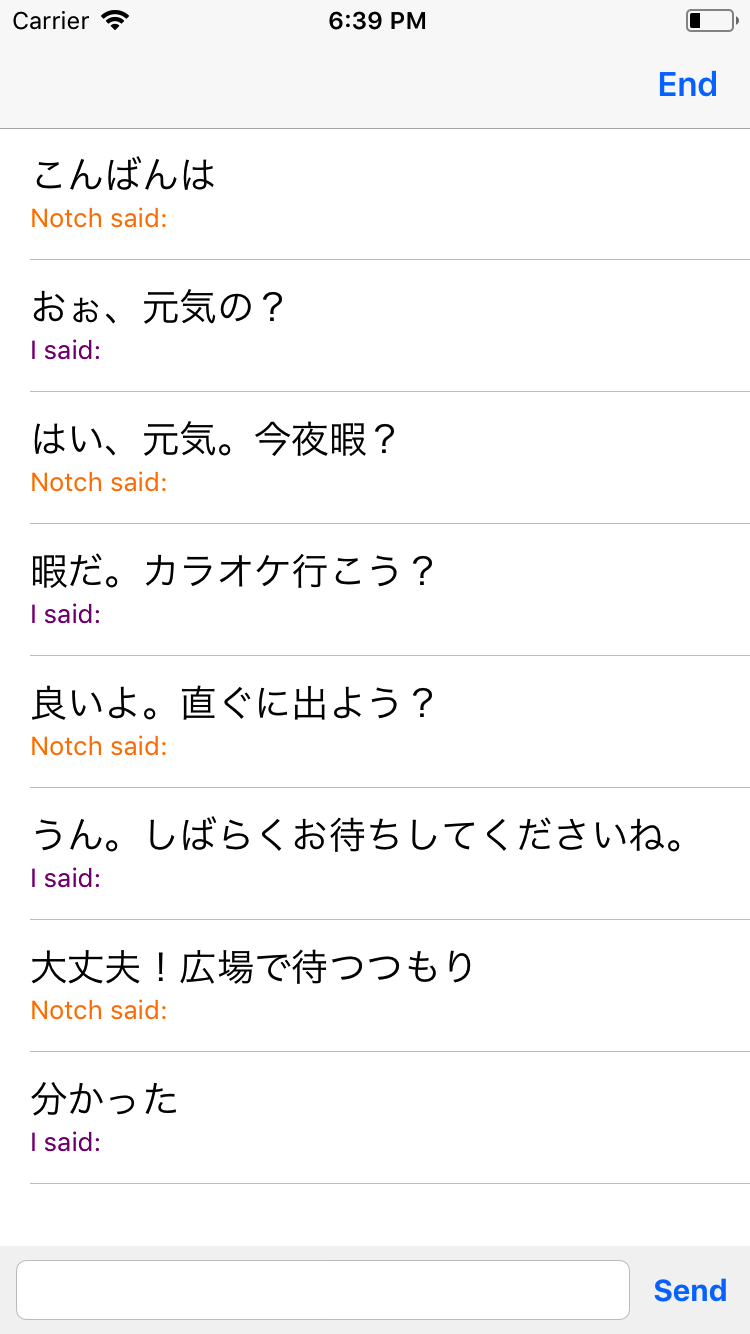 Carrier 6:39 PM
End
こんばんは
Notch said:
おぉ、元気の？
I said:
はい、元気。今夜暇？
Notch said:
暇だ。カラオケ行こう？
I said:
良いよ。直ぐに出よう？
Notch said:
うん。しばらくお待ちしてくださいね。
I said:
大丈夫！広場で待つつもり
Notch said:
分かった
I said:
Send